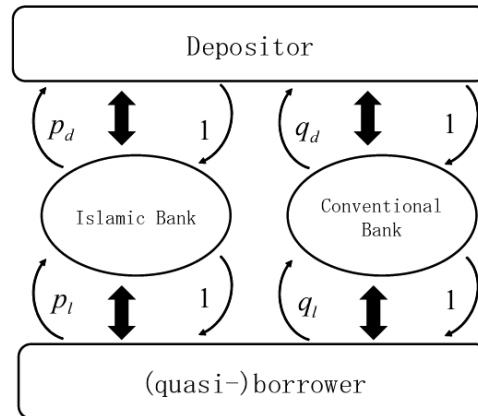 Depositor
p_d 1 q_d 1
Islamic Bank
Conventional
Bank
p_l 1 q_l 1
(quasi-)borrower